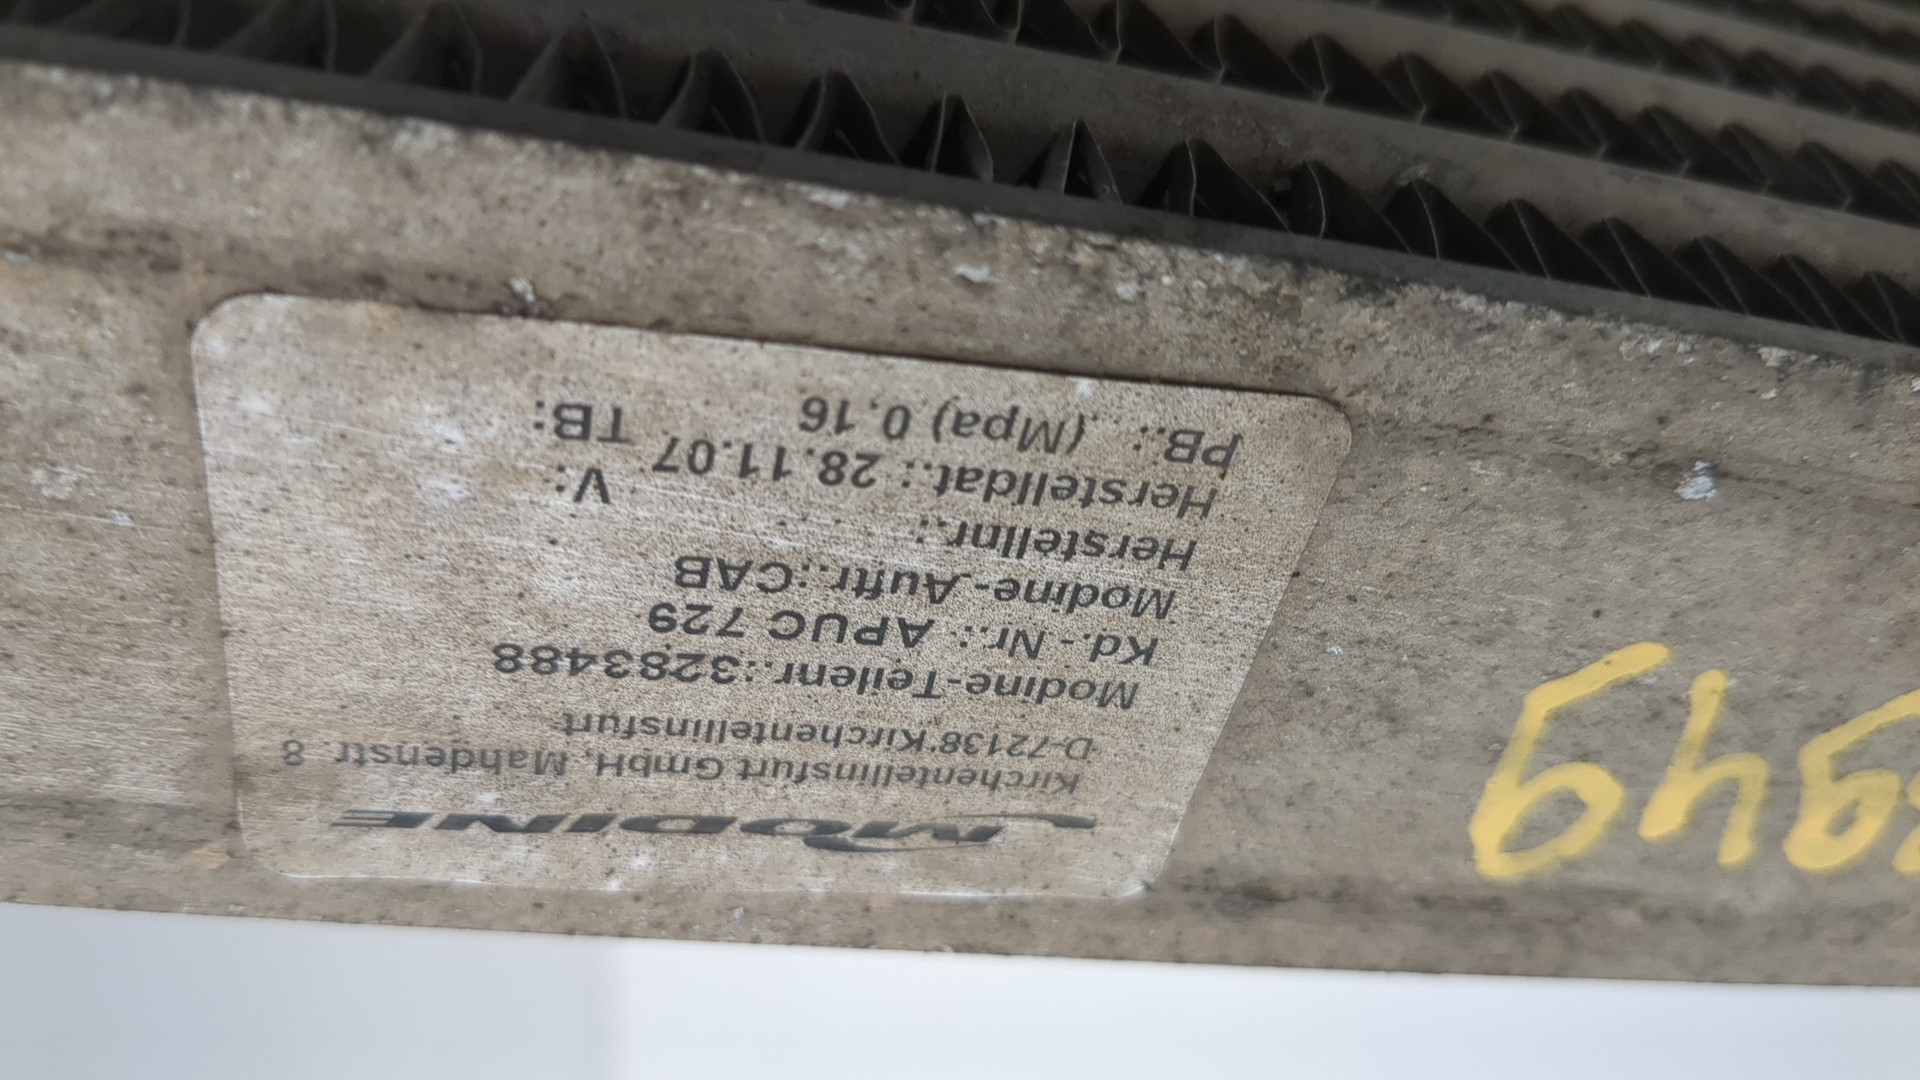 MODINE
Kirchentellinsfurt GmbH, Mahdenstr. 8
D-72138 Kirchentellinsfurt
Modine-Teilenr.:3283488
Kd.- Nr.: APUC 729
Modine- Auftr.:CAB
Herstellnr.: V:
Herstelldat.: 28.11.07 TB:
PB.: (Mpa) 0,16